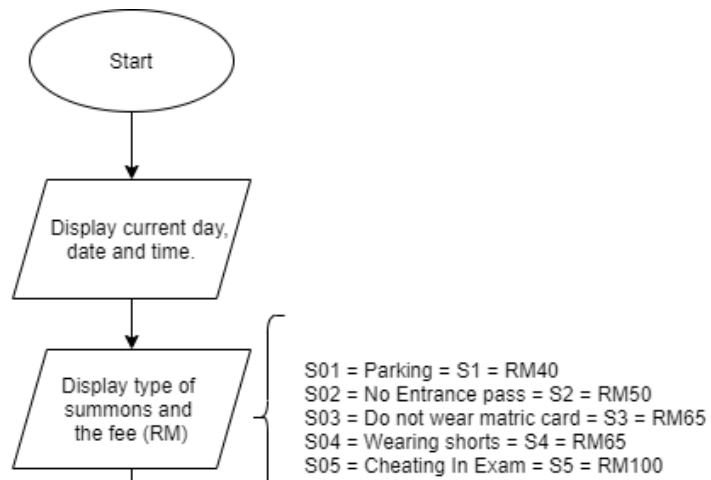 Start
Display current day,
date and time.
Display type of
summons and
the fee (RM)
S01 = Parking = S1 = RM40
S02 = No Entrance pass = S2 = RM50
S03 = Do not wear matric card = S3 = RM65
S04 = Wearing shorts = S4 = RM65
S05 = Cheating In Exam = S5 = RM100